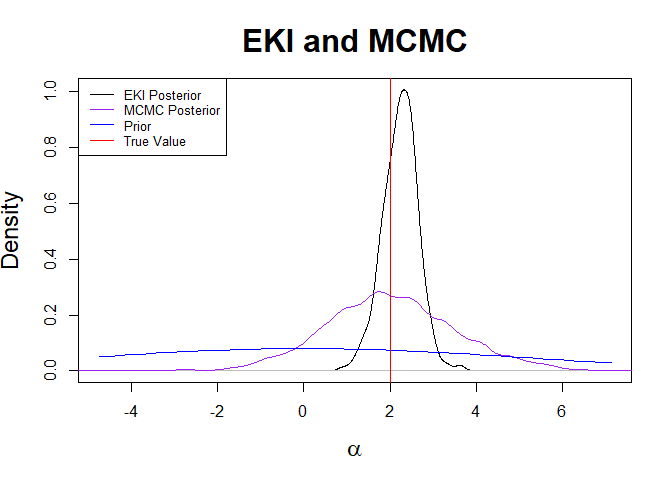 EKI and MCMC
EKI Posterior
MCMC Posterior
Prior
True Value
Density
0.0 0.2 0.4 0.6 0.8 1.0
-4 -2 0 2 4 6
α